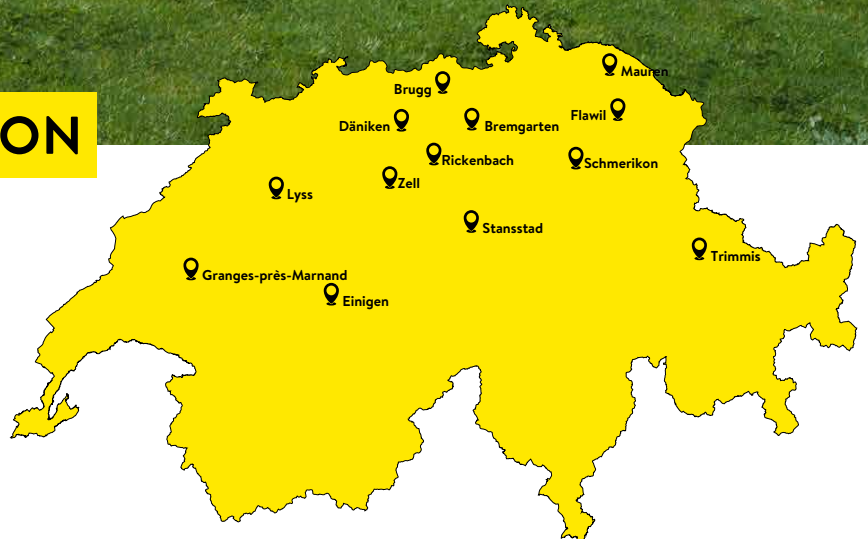 ON
Mauren
Brugg
Flawil
Däniken
Bremgarten
Rickenbach
Schmerikon
Zell
Lyss
Stansstad
Trimmis
Granges-près-Marnand
Einigen